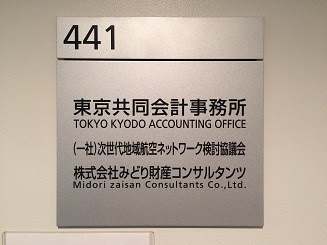 441
東京共同会計事務所
TOKYO KYODO ACCOUNTING OFFICE
(一社)次世代地域航空ネットワーク検討協議会
株式会社みどり財産コンサルタンツ
Midori zaisan Consultants Co.,Ltd.